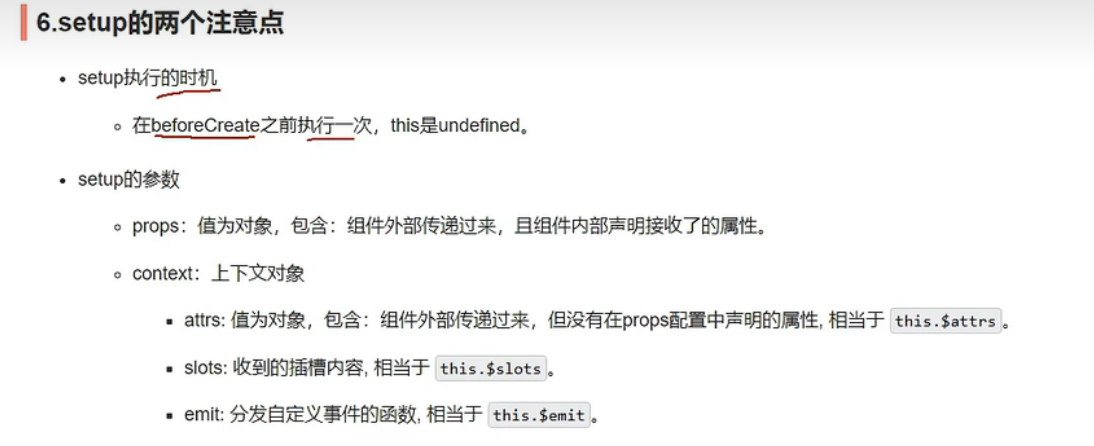 6.setup的两个注意点
setup执行的时机
在beforeCreate之前执行一次，this是undefined。
setup的参数
props：值为对象，包含：组件外部传递过来，且组件内部声明接收了的属性。
context：上下文对象
attrs: 值为对象，包含：组件外部传递过来，但没有在props配置中声明的属性, 相当于 this.$attrs。
slots: 收到的插槽内容, 相当于 this.$slots。
emit: 分发自定义事件的函数, 相当于 this.$emit。